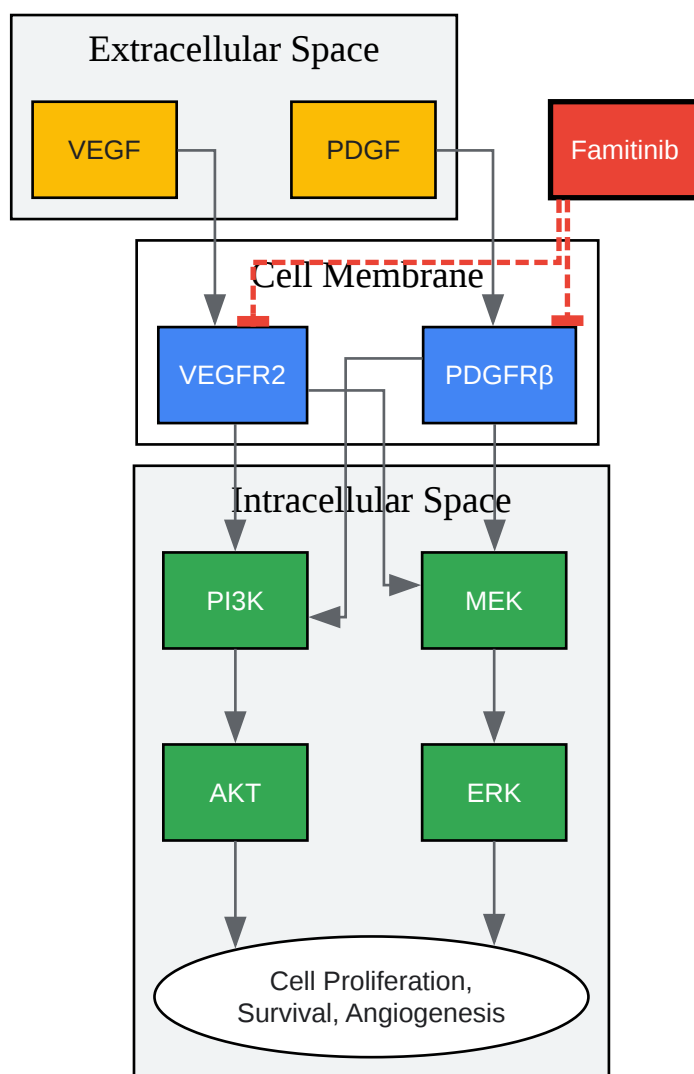 Extracellular Space
VEGF
PDGF
Famitinib
Cell Membrane
VEGFR2
PDGFRβ
Intracellular Space
PI3K
MEK
AKT
ERK
Cell Proliferation,
Survival, Angiogenesis